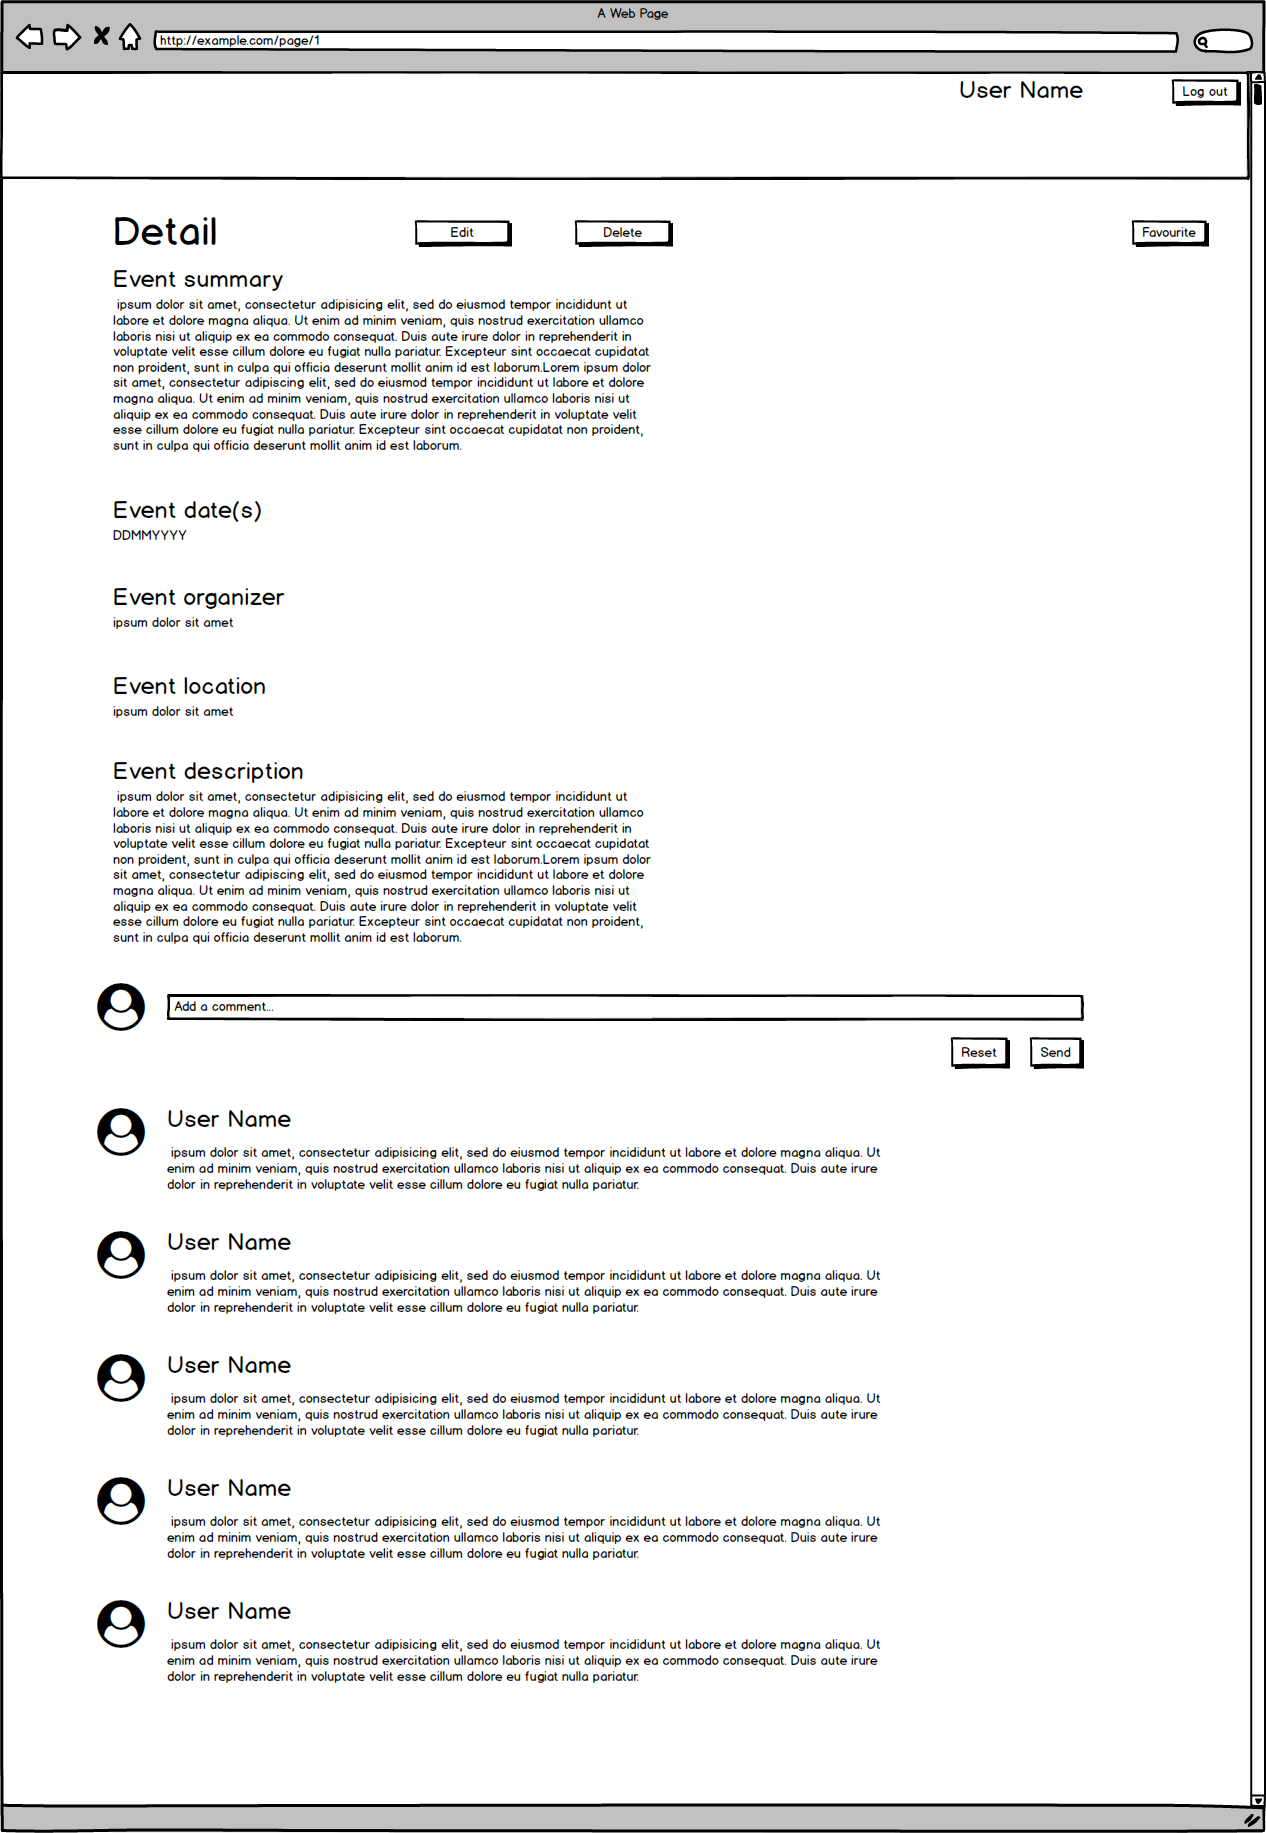 A Web Page
http://example.com/page/1
User Name
Log out
Detail
Edit
Delete
Favourite
Event summary
ipsum dolor sit amet, consectetur adipisicing elit, sed do eiusmod tempor incididunt ut
labore et dolore magna aliqua. Ut enim ad minim veniam, quis nostrud exercitation ullamco
laboris nisi ut aliquip ex ea commodo consequat. Duis aute irure dolor in reprehenderit in
voluptate velit esse cillum dolore eu fugiat nulla pariatur. Excepteur sint occaecat cupidatat
non proident, sunt in culpa qui officia deserunt mollit anim id est laborum.Lorem ipsum dolor
sit amet, consectetur adipiscing elit, sed do eiusmod tempor incididunt ut labore et dolore
magna aliqua. Ut enim ad minim veniam, quis nostrud exercitation ullamco laboris nisi ut
aliquip ex ea commodo consequat. Duis aute irure dolor in reprehenderit in voluptate velit
esse cillum dolore eu fugiat nulla pariatur. Excepteur sint occaecat cupidatat non proident,
sunt in culpa qui officia deserunt mollit anim id est laborum.
Event date(s)
DDMMYYYY
Event organizer
ipsum dolor sit amet
Event location
ipsum dolor sit amet
Event description
ipsum dolor sit amet, consectetur adipisicing elit, sed do eiusmod tempor incididunt ut
labore et dolore magna aliqua. Ut enim ad minim veniam, quis nostrud exercitation ullamco
laboris nisi ut aliquip ex ea commodo consequat. Duis aute irure dolor in reprehenderit in
voluptate velit esse cillum dolore eu fugiat nulla pariatur. Excepteur sint occaecat cupidatat
non proident, sunt in culpa qui officia deserunt mollit anim id est laborum.Lorem ipsum dolor
sit amet, consectetur adipiscing elit, sed do eiusmod tempor incididunt ut labore et dolore
magna aliqua. Ut enim ad minim veniam, quis nostrud exercitation ullamco laboris nisi ut
aliquip ex ea commodo consequat. Duis aute irure dolor in reprehenderit in voluptate velit
esse cillum dolore eu fugiat nulla pariatur. Excepteur sint occaecat cupidatat non proident,
sunt in culpa qui officia deserunt mollit anim id est laborum.
Add a comment...
Reset
Send
User Name
ipsum dolor sit amet, consectetur adipisicing elit, sed do eiusmod tempor incididunt ut labore et dolore magna aliqua. Ut
enim ad minim veniam, quis nostrud exercitation ullamco laboris nisi ut aliquip ex ea commodo consequat. Duis aute irure
dolor in reprehenderit in voluptate velit esse cillum dolore eu fugiat nulla pariatur.
User Name
ipsum dolor sit amet, consectetur adipisicing elit, sed do eiusmod tempor incididunt ut labore et dolore magna aliqua. Ut
enim ad minim veniam, quis nostrud exercitation ullamco laboris nisi ut aliquip ex ea commodo consequat. Duis aute irure
dolor in reprehenderit in voluptate velit esse cillum dolore eu fugiat nulla pariatur.
User Name
ipsum dolor sit amet, consectetur adipisicing elit, sed do eiusmod tempor incididunt ut labore et dolore magna aliqua. Ut
enim ad minim veniam, quis nostrud exercitation ullamco laboris nisi ut aliquip ex ea commodo consequat. Duis aute irure
dolor in reprehenderit in voluptate velit esse cillum dolore eu fugiat nulla pariatur.
User Name
ipsum dolor sit amet, consectetur adipisicing elit, sed do eiusmod tempor incididunt ut labore et dolore magna aliqua. Ut
enim ad minim veniam, quis nostrud exercitation ullamco laboris nisi ut aliquip ex ea commodo consequat. Duis aute irure
dolor in reprehenderit in voluptate velit esse cillum dolore eu fugiat nulla pariatur.
User Name
ipsum dolor sit amet, consectetur adipisicing elit, sed do eiusmod tempor incididunt ut labore et dolore magna aliqua. Ut
enim ad minim veniam, quis nostrud exercitation ullamco laboris nisi ut aliquip ex ea commodo consequat. Duis aute irure
dolor in reprehenderit in voluptate velit esse cillum dolore eu fugiat nulla pariatur.